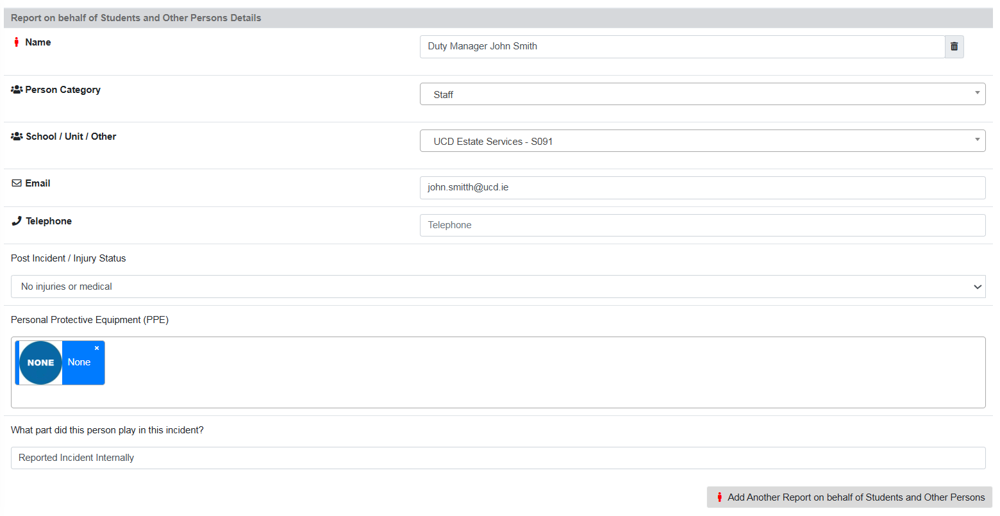 Report on behalf of Students and Other Persons Details
Name
Duty Manager John Smith
Person Category
Staff
School / Unit / Other
UCD Estate Services - S091
Email
john.smitth@ucd.ie
Telephone
Telephone
Post Incident / Injury Status
No injuries or medical
Personal Protective Equipment (PPE)
NONE None ×
What part did this person play in this incident?
Reported Incident Internally
Add Another Report on behalf of Students and Other Persons